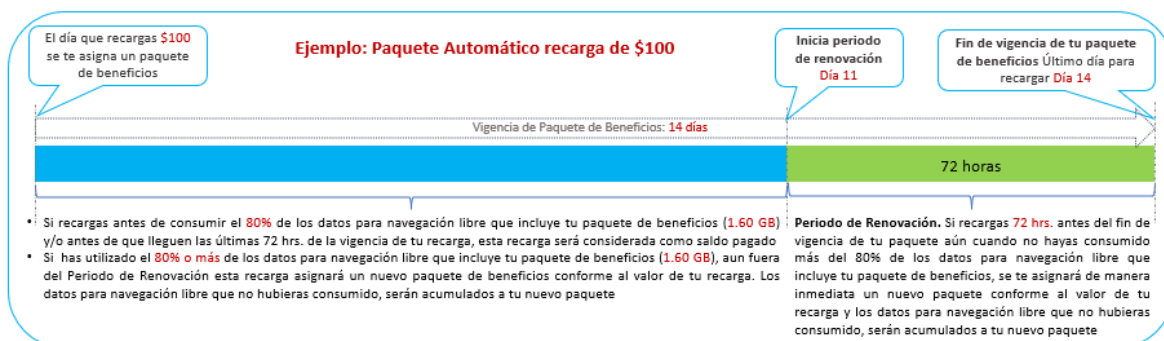 El día que recargas $100
se te asigna un paquete
de beneficios
Ejemplo: Paquete Automático recarga de $100
Inicia periodo
de renovación
Día 11
Fin de vigencia de tu paquete
de beneficios Último día para
recargar Día 14
Vigencia de Paquete de Beneficios: 14 días
72 horas
• Si recargas antes de consumir el 80% de los datos para navegación libre que incluye tu paquete de beneficios (1.60 GB)
y/o antes de que lleguen las últimas 72 hrs. de la vigencia de tu recarga, esta recarga será considerada como saldo pagado
• Si has utilizado el 80% o más de los datos para navegación libre que incluye tu paquete de beneficios (1.60 GB), aun fuera
del Periodo de Renovación esta recarga asignará un nuevo paquete de beneficios conforme al valor de tu recarga. Los
datos para navegación libre que no hubieras consumido, serán acumulados a tu nuevo paquete
Periodo de Renovación. Si recargas 72 hrs. antes del fin de
vigencia de tu paquete aún cuando no hayas consumido
más del 80% de los datos para navegación libre que
incluye tu paquete de beneficios, se te asignará de manera
inmediata un nuevo paquete conforme al valor de tu
recarga y los datos para navegación libre que no hubieras
consumido, serán acumulados a tu nuevo paquete